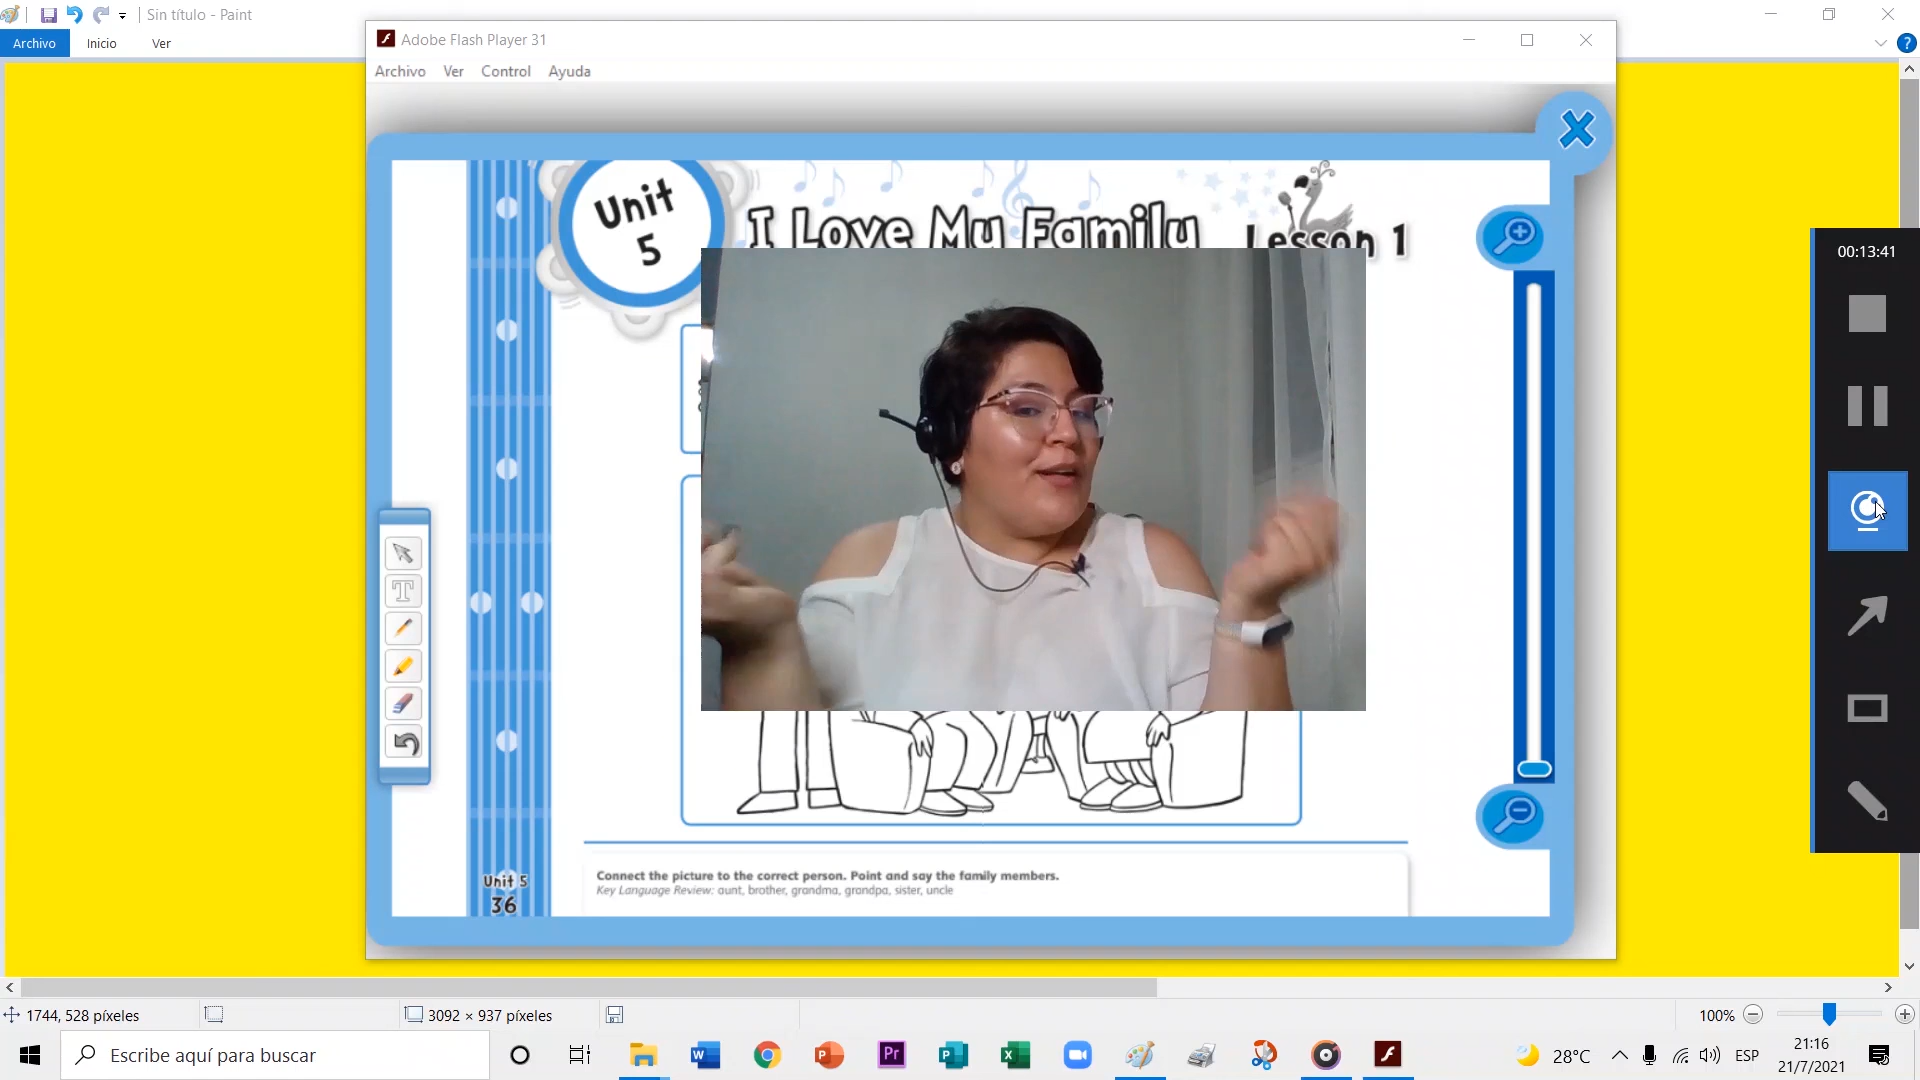 Sin título - Paint
Archivo Inicio Ver
Adobe Flash Player 31
Archivo Ver Control Ayuda
Unit
5
I Love My Family
Lesson 1
00:13:41
Connect the picture to the correct person. Point and say the family members.
Key Language Review: aunt, brother, grandma, grandpa, sister, uncle
Unit 5
36
1744, 528 píxeles
3092 × 937 píxeles
100%
Escribe aquí para buscar
28°C
ESP
21:16
21/7/2021